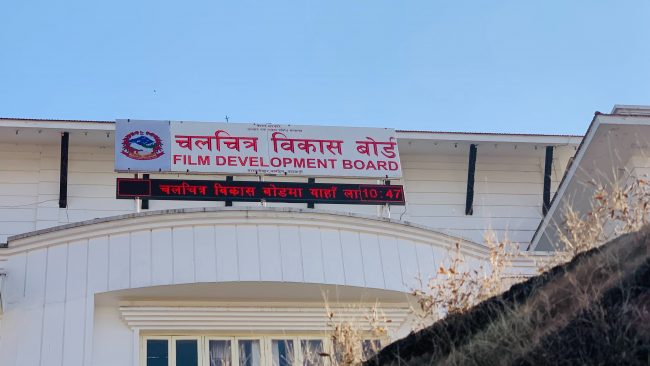 चलचित्र विकास बोर्ड
FILM DEVELOPMENT BOARD
चलचित्र विकास बोर्डमा यहाँ ला 10:47